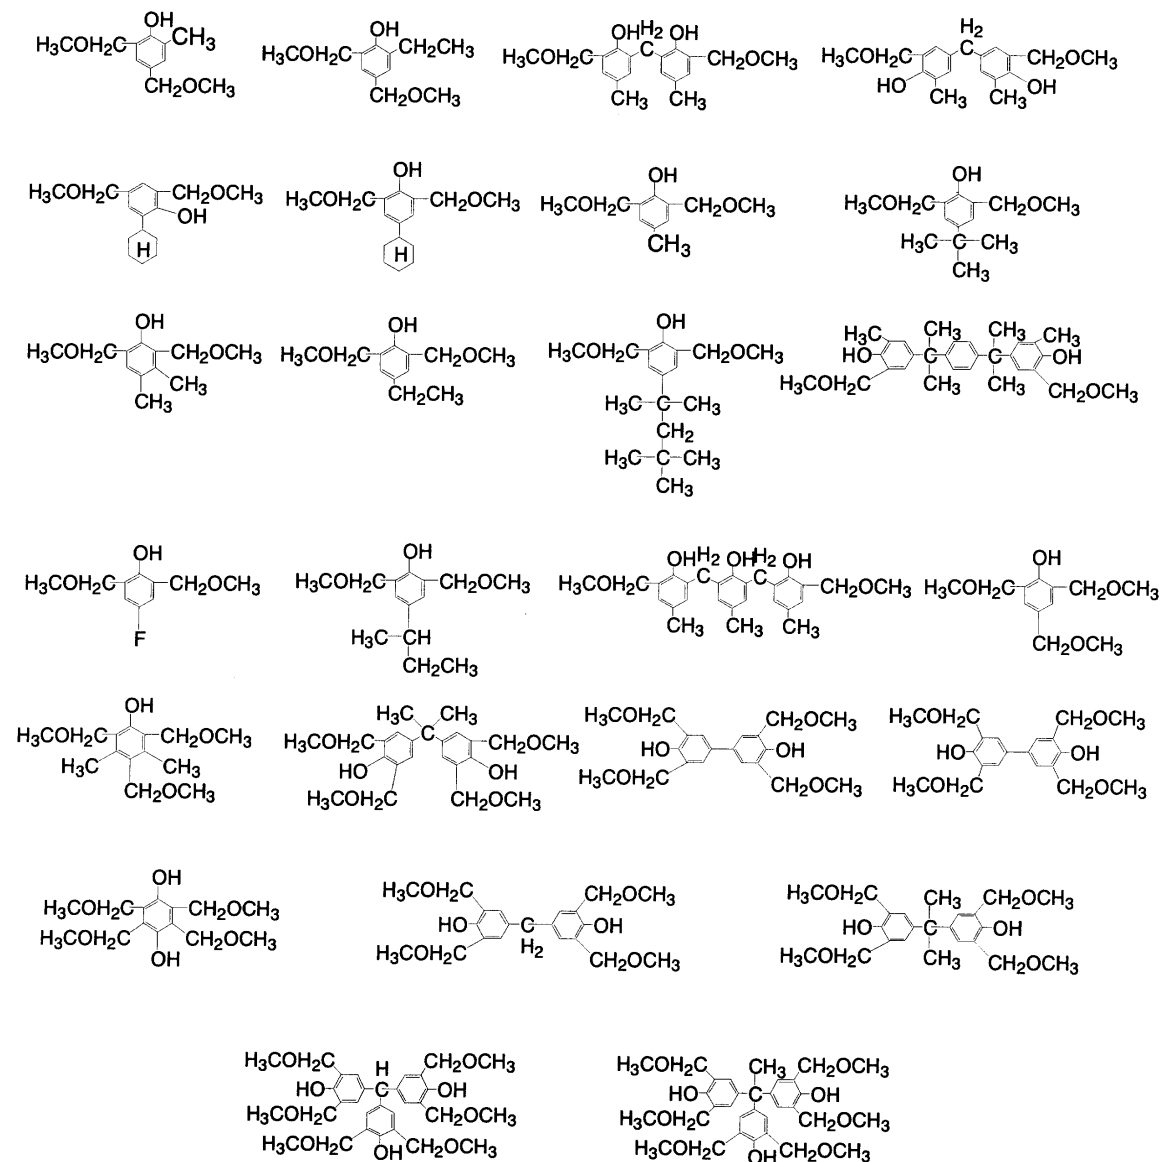 OH OH OH H2 OH H2
H3COH2C CH3 H3COH2C CH2CH3 H3COH2C C CH2OCH3 H3COH2C C CH2OCH3
CH2OCH3 CH2OCH3 CH3 CH3 HO CH3 CH3 OH
OH OH OH
H3COH2C CH2OCH3 H3COH2C CH2OCH3 H3COH2C CH2OCH3 H3COH2C CH2OCH3
OH CH3 H3C C CH3
H H CH3
OH OH OH H3C CH3 CH3 CH3
H3COH2C CH2OCH3 H3COH2C CH2OCH3 H3COH2C CH2OCH3 HO C C OH
CH3 CH3 CH2CH3 H3COH2C CH3 CH3 CH2OCH3
H3C C CH3
CH2
H3C C CH3
CH3
OH OH OH H2 OH H2 OH OH
H3COH2C CH2OCH3 H3COH2C CH2OCH3 H3COH2C C C CH2OCH3 H3COH2C CH2OCH3
F H3C CH CH3 CH3 CH3 CH2OCH3
CH2CH3
OH H3C CH3 H3COH2C CH2OCH3 H3COH2C CH2OCH3
H3COH2C CH2OCH3 H3COH2C C CH2OCH3 HO OH HO OH
H3C CH3 HO OH H3COH2C CH2OCH3 H3COH2C CH2OCH3
CH2OCH3 H3COH2C CH2OCH3
OH H3COH2C CH2OCH3 H3COH2C CH3 CH2OCH3
H3COH2C CH2OCH3 HO C OH HO C OH
H3COH2C CH2OCH3 H3COH2C H2 CH2OCH3 H3COH2C CH3 CH2OCH3
OH
H3COH2C H CH2OCH3 H3COH2C CH3 CH2OCH3
HO C OH HO C OH
H3COH2C CH2OCH3 H3COH2C CH2OCH3
H3COH2C OH CH2OCH3 H3COH2C OH CH2OCH3